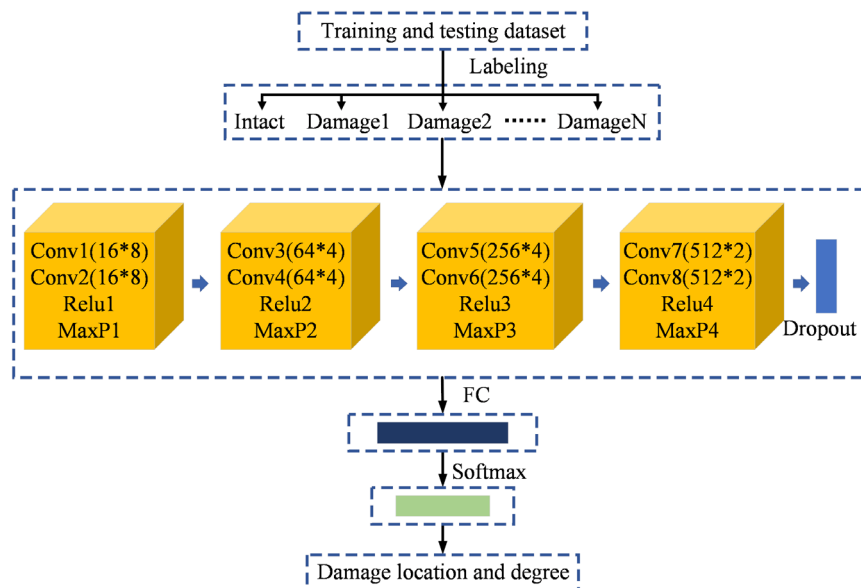 Training and testing dataset
Labeling
Intact Damage1 Damage2 ...... DamageN
Conv1(16*8) Conv3(64*4) Conv5(256*4) Conv7(512*2)
Conv2(16*8) Conv4(64*4) Conv6(256*4) Conv8(512*2)
Relu1 Relu2 Relu3 Relu4
MaxP1 MaxP2 MaxP3 MaxP4
Dropout
FC
Softmax
Damage location and degree